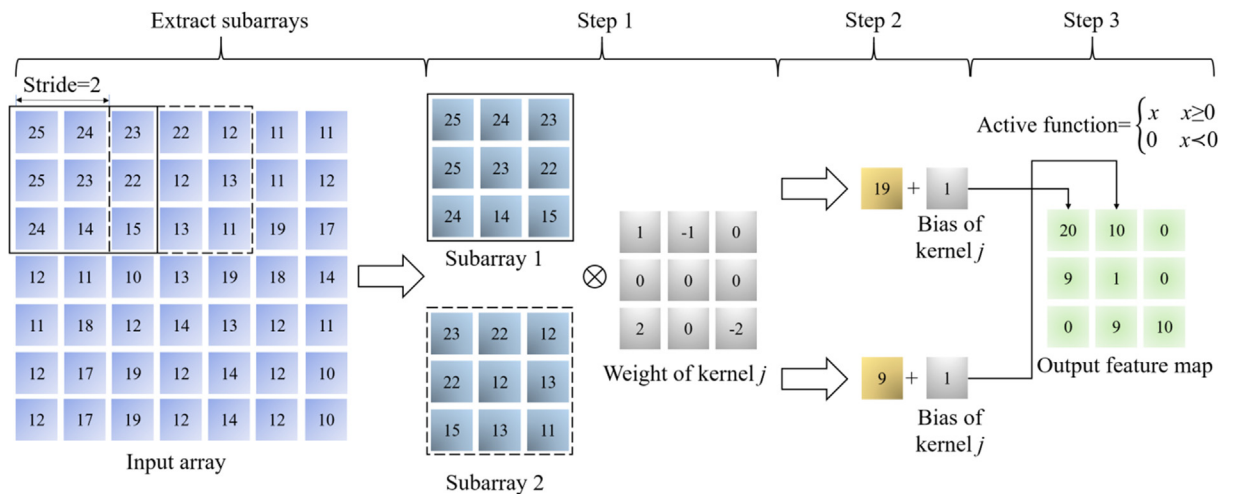 Extract subarrays
Step 1
Step 2
Step 3
Stride=2
25 24 23 22 12 11 11
25 23 22 12 13 11 12
24 14 15 13 11 19 17
12 11 10 13 19 18 14
11 18 12 14 13 12 11
12 17 19 12 14 12 10
12 17 19 12 14 12 10
Input array
25 24 23
25 23 22
24 14 15
Subarray 1
23 22 12
22 12 13
15 13 11
Subarray 2
⊗
1 -1 0
0 0 0
2 0 -2
Weight of kernel j
19 + 1
Bias of
kernel j
9 + 1
Bias of
kernel j
Active function={x x≥0
0 x<0
20 10 0
9 1 0
0 9 10
Output feature map